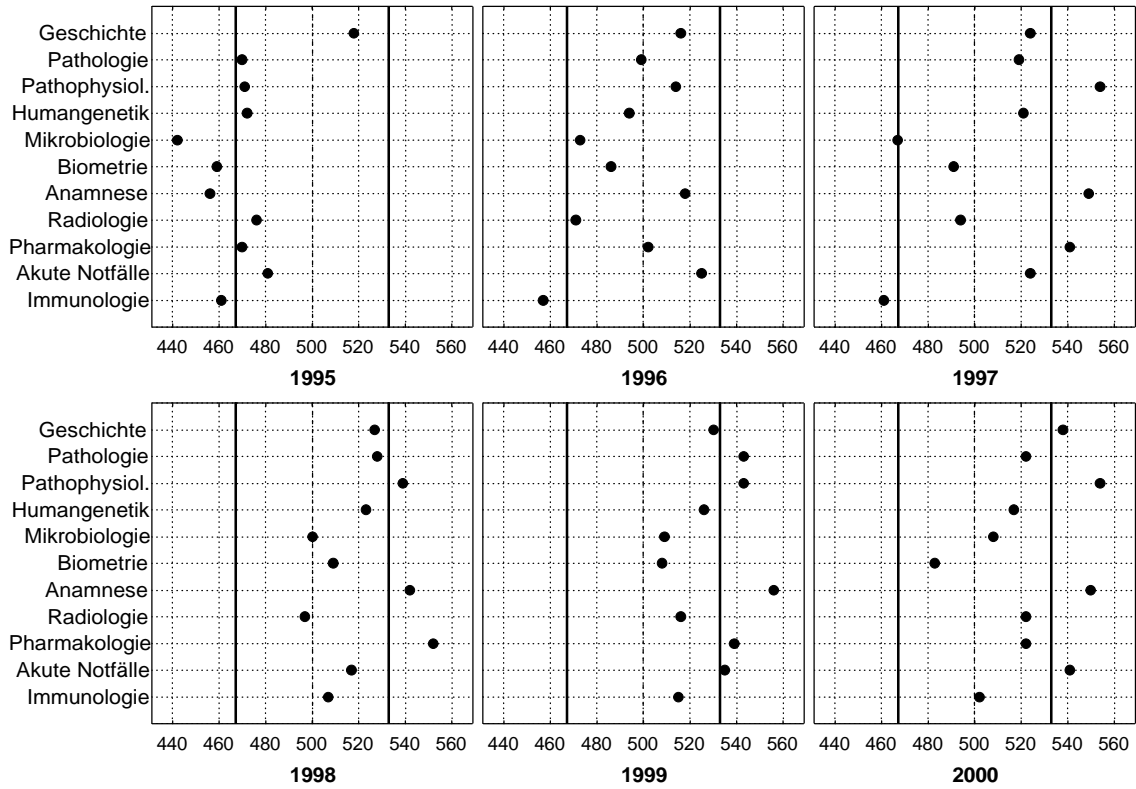 Geschichte
Pathologie
Pathophysiol.
Humangenetik
Mikrobiologie
Biometrie
Anamnese
Radiologie
Pharmakologie
Akute Notfälle
Immunologie
440 460 480 500 520 540 560 440 460 480 500 520 540 560 440 460 480 500 520 540 560
1995 1996 1997
Geschichte
Pathologie
Pathophysiol.
Humangenetik
Mikrobiologie
Biometrie
Anamnese
Radiologie
Pharmakologie
Akute Notfälle
Immunologie
440 460 480 500 520 540 560 440 460 480 500 520 540 560 440 460 480 500 520 540 560
1998 1999 2000